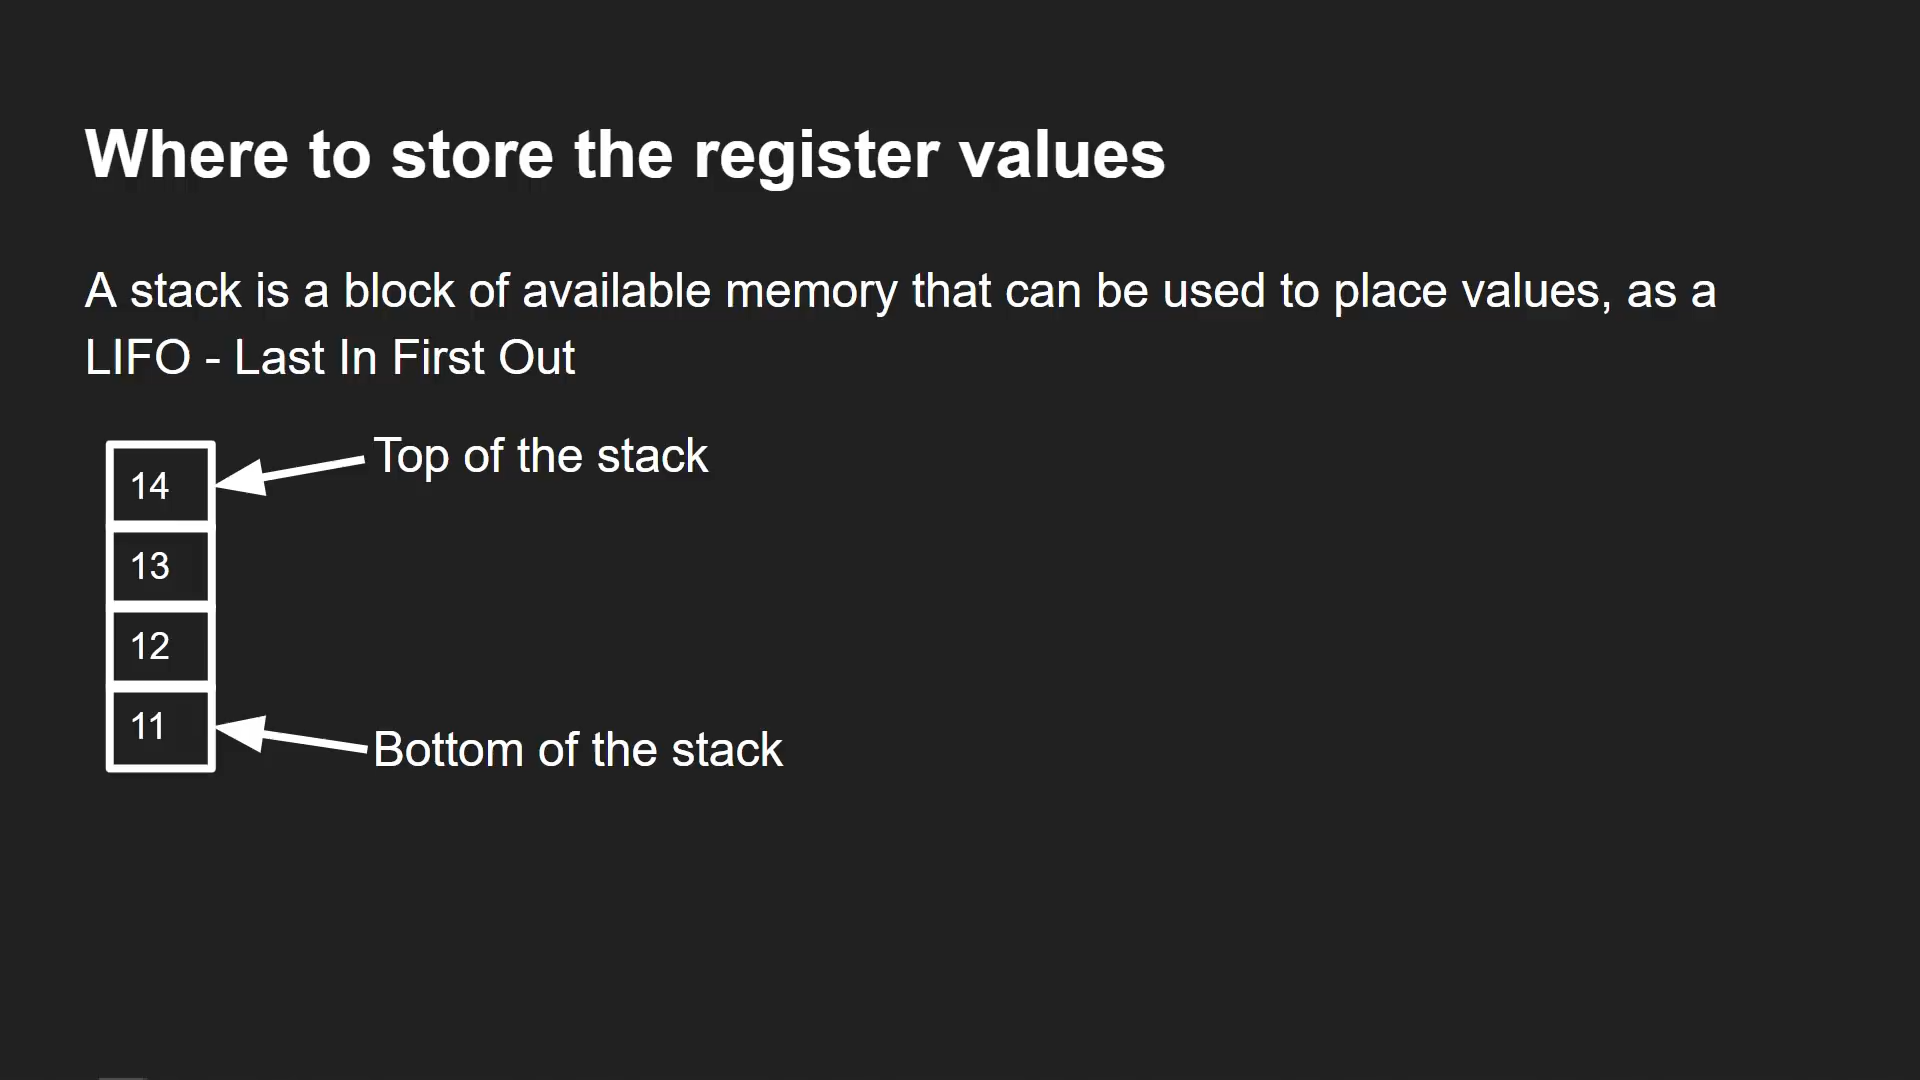 Where to store the register values
A stack is a block of available memory that can be used to place values, as a
LIFO - Last In First Out
Top of the stack
14
13
12
11
Bottom of the stack